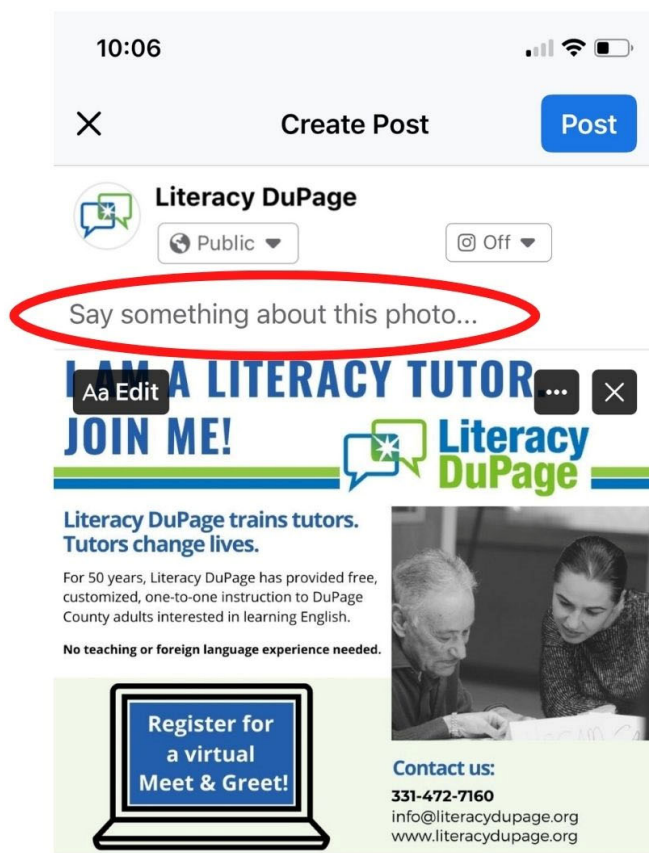 10:06
Create Post
Post
Literacy DuPage
Public
Off
Say something about this photo...
I AM A LITERACY TUTOR.
Aa Edit
JOIN ME!
Literacy
DuPage
Literacy DuPage trains tutors.
Tutors change lives.
For 50 years, Literacy DuPage has provided free,
customized, one-to-one instruction to DuPage
County adults interested in learning English.
No teaching or foreign language experience needed.
Register for
a virtual
Meet & Greet!
Contact us:
331-472-7160
info@literacydupage.org
www.literacydupage.org